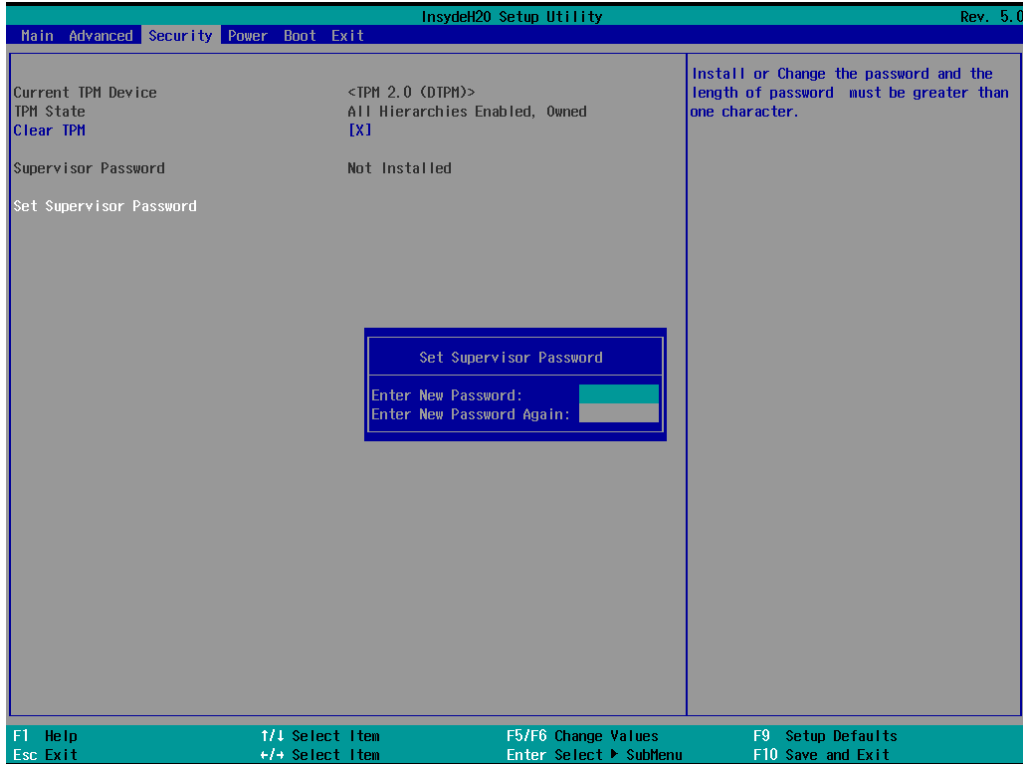 InsydeH2O Setup Utility Rev. 5.0
Main Advanced Security Power Boot Exit
Current TPM Device <TPM 2.0 (DTPM)>
TPM State All Hierarchies Enabled, Owned
Clear TPM [X]
Supervisor Password Not Installed
Set Supervisor Password
Install or Change the password and the
length of password must be greater than
one character.
Set Supervisor Password
Enter New Password:
Enter New Password Again:
F1 Help ↑/↓ Select Item F5/F6 Change Values F9 Setup Defaults
Esc Exit ←/→ Select Item Enter Select ▶ SubMenu F10 Save and Exit